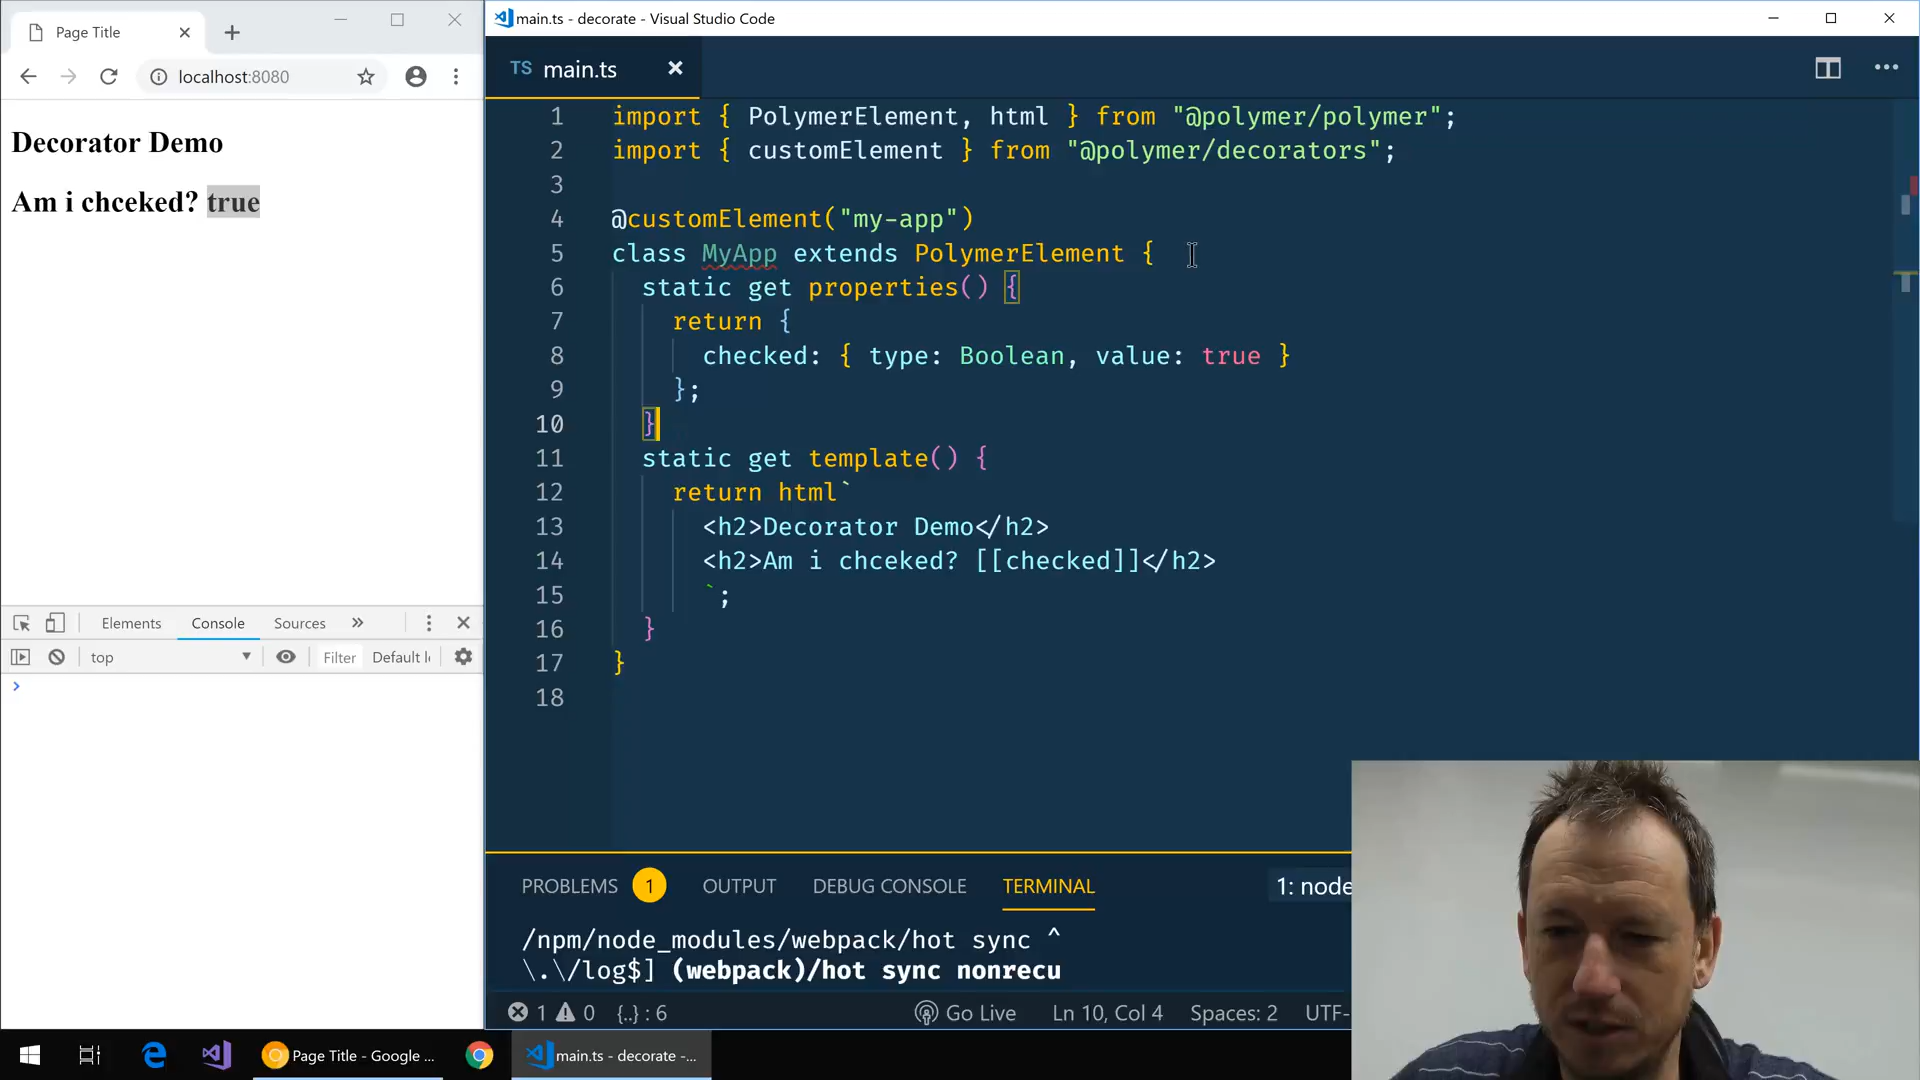 Page Title
localhost:8080
Decorator Demo
Am i chceked? true
Elements
Console
Sources
top
Filter
Default l
main.ts - decorate - Visual Studio Code
TS main.ts
1 import { PolymerElement, html } from "@polymer/polymer";
2 import { customElement } from "@polymer/decorators";
3
4 @customElement("my-app")
5 class MyApp extends PolymerElement {
6 static get properties() {
7 return {
8 checked: { type: Boolean, value: true }
9 };
10 }
11 static get template() {
12 return html`
13 <h2>Decorator Demo</h2>
14 <h2>Am i chceked? [[checked]]</h2>
15 `;
16 }
17 }
18
PROBLEMS 1 OUTPUT DEBUG CONSOLE TERMINAL 1: node
/npm/node_modules/webpack/hot sync ^
\.\/log$] (webpack)/hot sync nonrecu
1 0 {..} : 6 Go Live Ln 10, Col 4 Spaces: 2 UTF-
Page Title - Google ...
main.ts - decorate -...